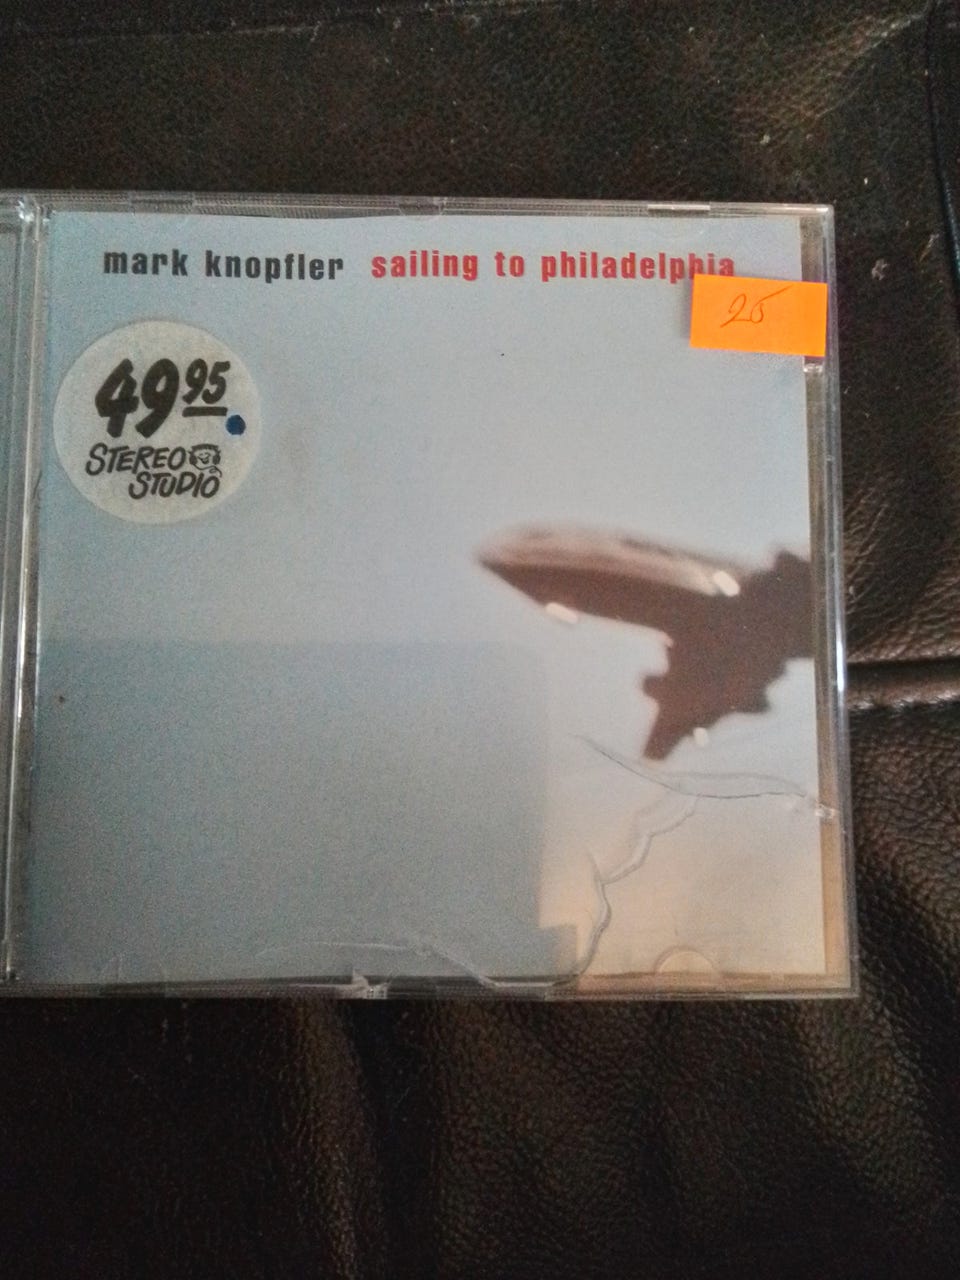 mark knopfler sailing to philadelphia
25
49 95
STEREO
STUDIO